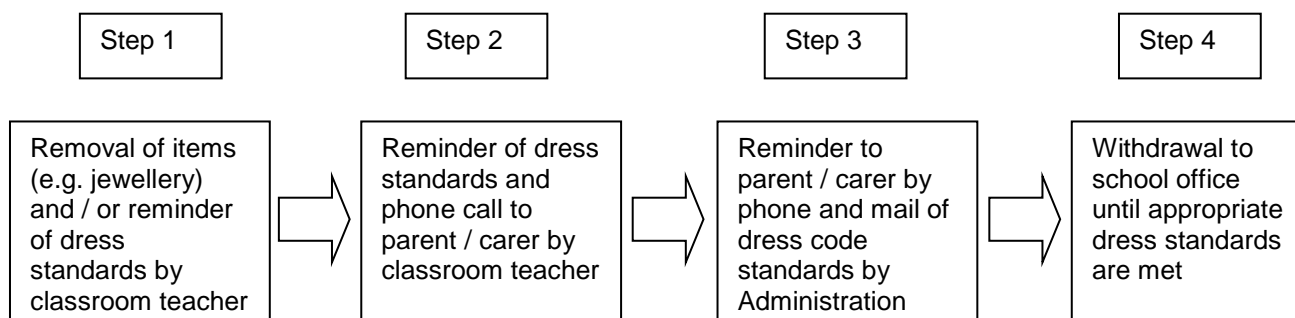 Step 1
Step 2
Step 3
Step 4
Removal of items
(e.g. jewellery)
and / or reminder
of dress
standards by
classroom teacher
Reminder of dress
standards and
phone call to
parent / carer by
classroom teacher
Reminder to
parent / carer by
phone and mail of
dress code
standards by
Administration
Withdrawal to
school office
until appropriate
dress standards
are met